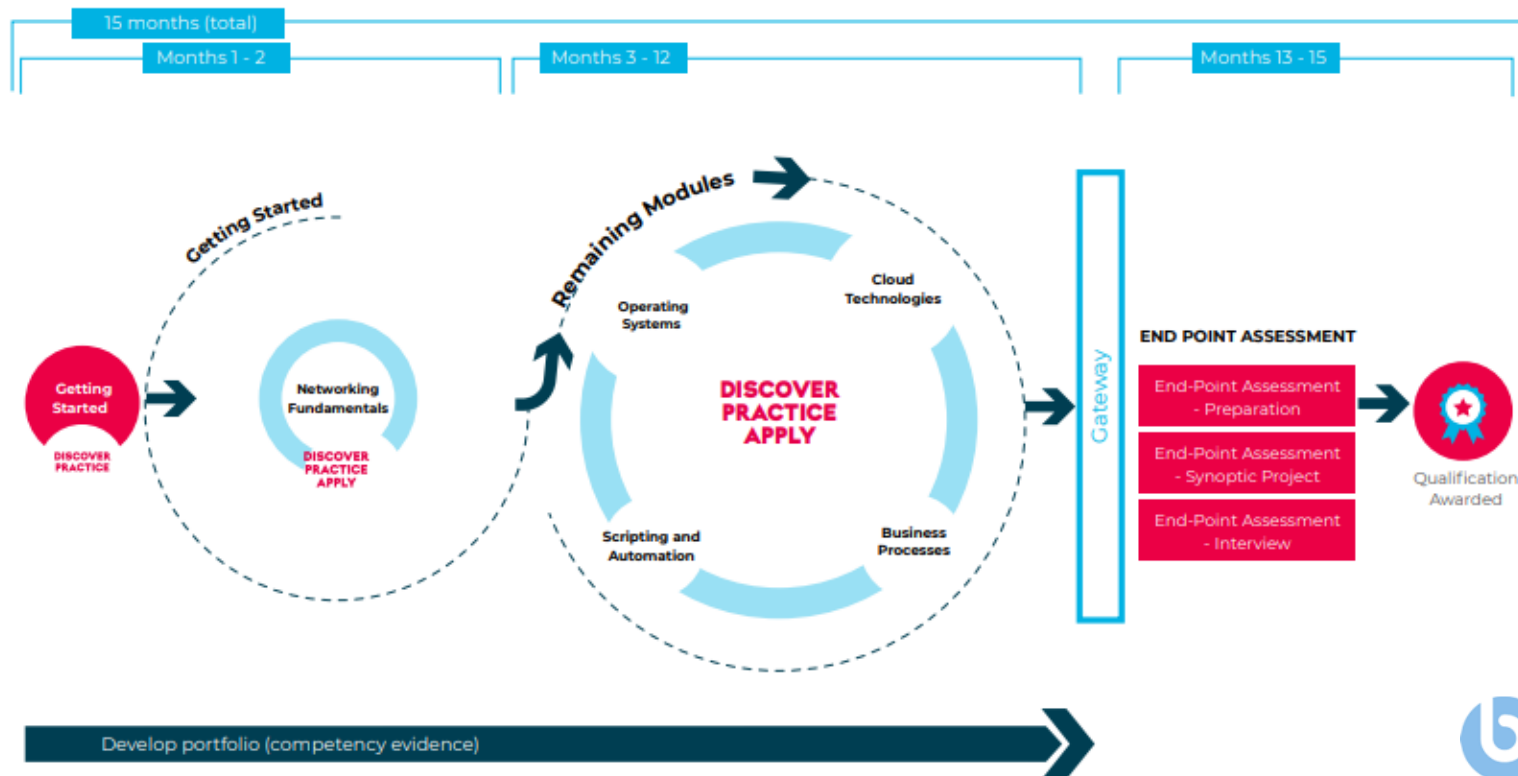 15 months (total)
Months 1 - 2
Months 3 - 12
Months 13 - 15
Getting Started
Getting
Started
DISCOVER
PRACTICE
Networking
Fundamentals
DISCOVER
PRACTICE
APPLY
Remaining Modules
Operating
Systems
Cloud
Technologies
DISCOVER
PRACTICE
APPLY
Scripting and
Automation
Business
Processes
Gateway
END POINT ASSESSMENT
End-Point Assessment
- Preparation
End-Point Assessment
- Synoptic Project
End-Point Assessment
- Interview
Qualification
Awarded
Develop portfolio (competency evidence)
b